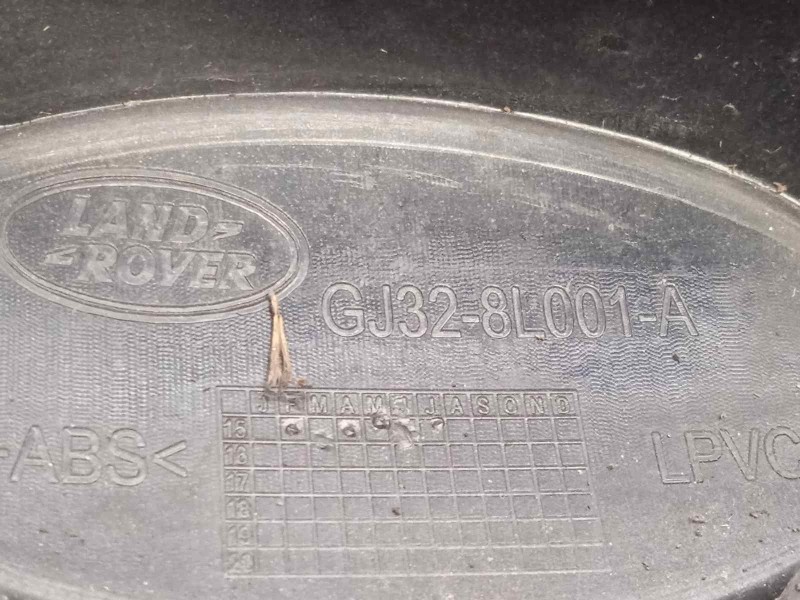 LAND
ROVER
GJ32-8L001-A
J F M A M J J A S O N D
15
16
17
18
19
20
-ABS<
LPVC